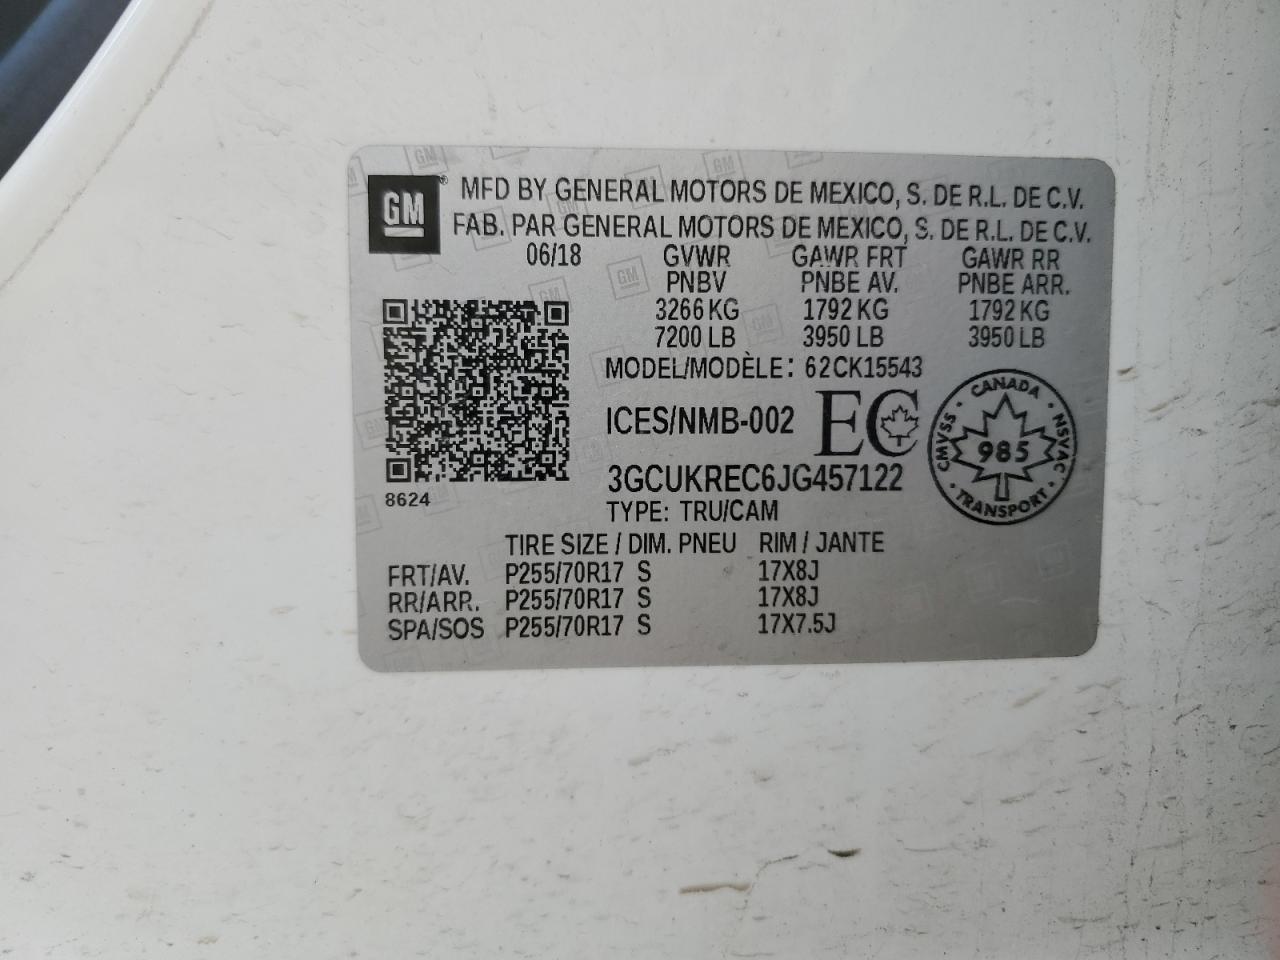 GM ® MFD BY GENERAL MOTORS DE MEXICO, S. DE R.L. DE C.V.
FAB. PAR GENERAL MOTORS DE MEXICO, S. DE R.L. DE C.V.
06/18 GVWR GAWR FRT GAWR RR
PNBV PNBE AV. PNBE ARR.
3266 KG 1792 KG 1792 KG
7200 LB 3950 LB 3950 LB
MODEL/MODÈLE: 62CK15543
ICES/NMB-002 EC
CANADA
CMVSS 985 NSVAC
TRANSPORT
3GCUKREC6JG457122
8624
TYPE: TRU/CAM
TIRE SIZE / DIM. PNEU RIM / JANTE
FRT/AV. P255/70R17 S 17X8J
RR/ARR. P255/70R17 S 17X8J
SPA/SOS P255/70R17 S 17X7.5J